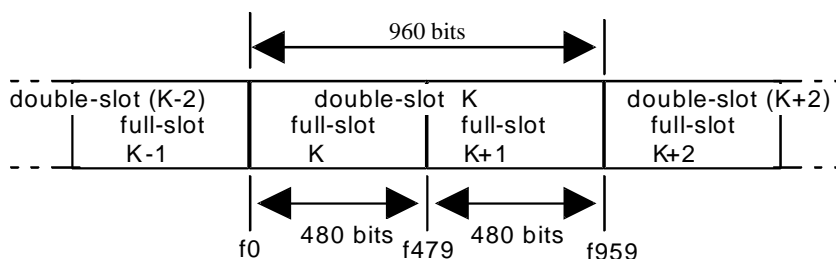 960 bits
double-slot (K-2) double-slot K double-slot (K+2)
full-slot full-slot full-slot full-slot
K-1 K K+1 K+2
480 bits 480 bits
f0 f479 f959